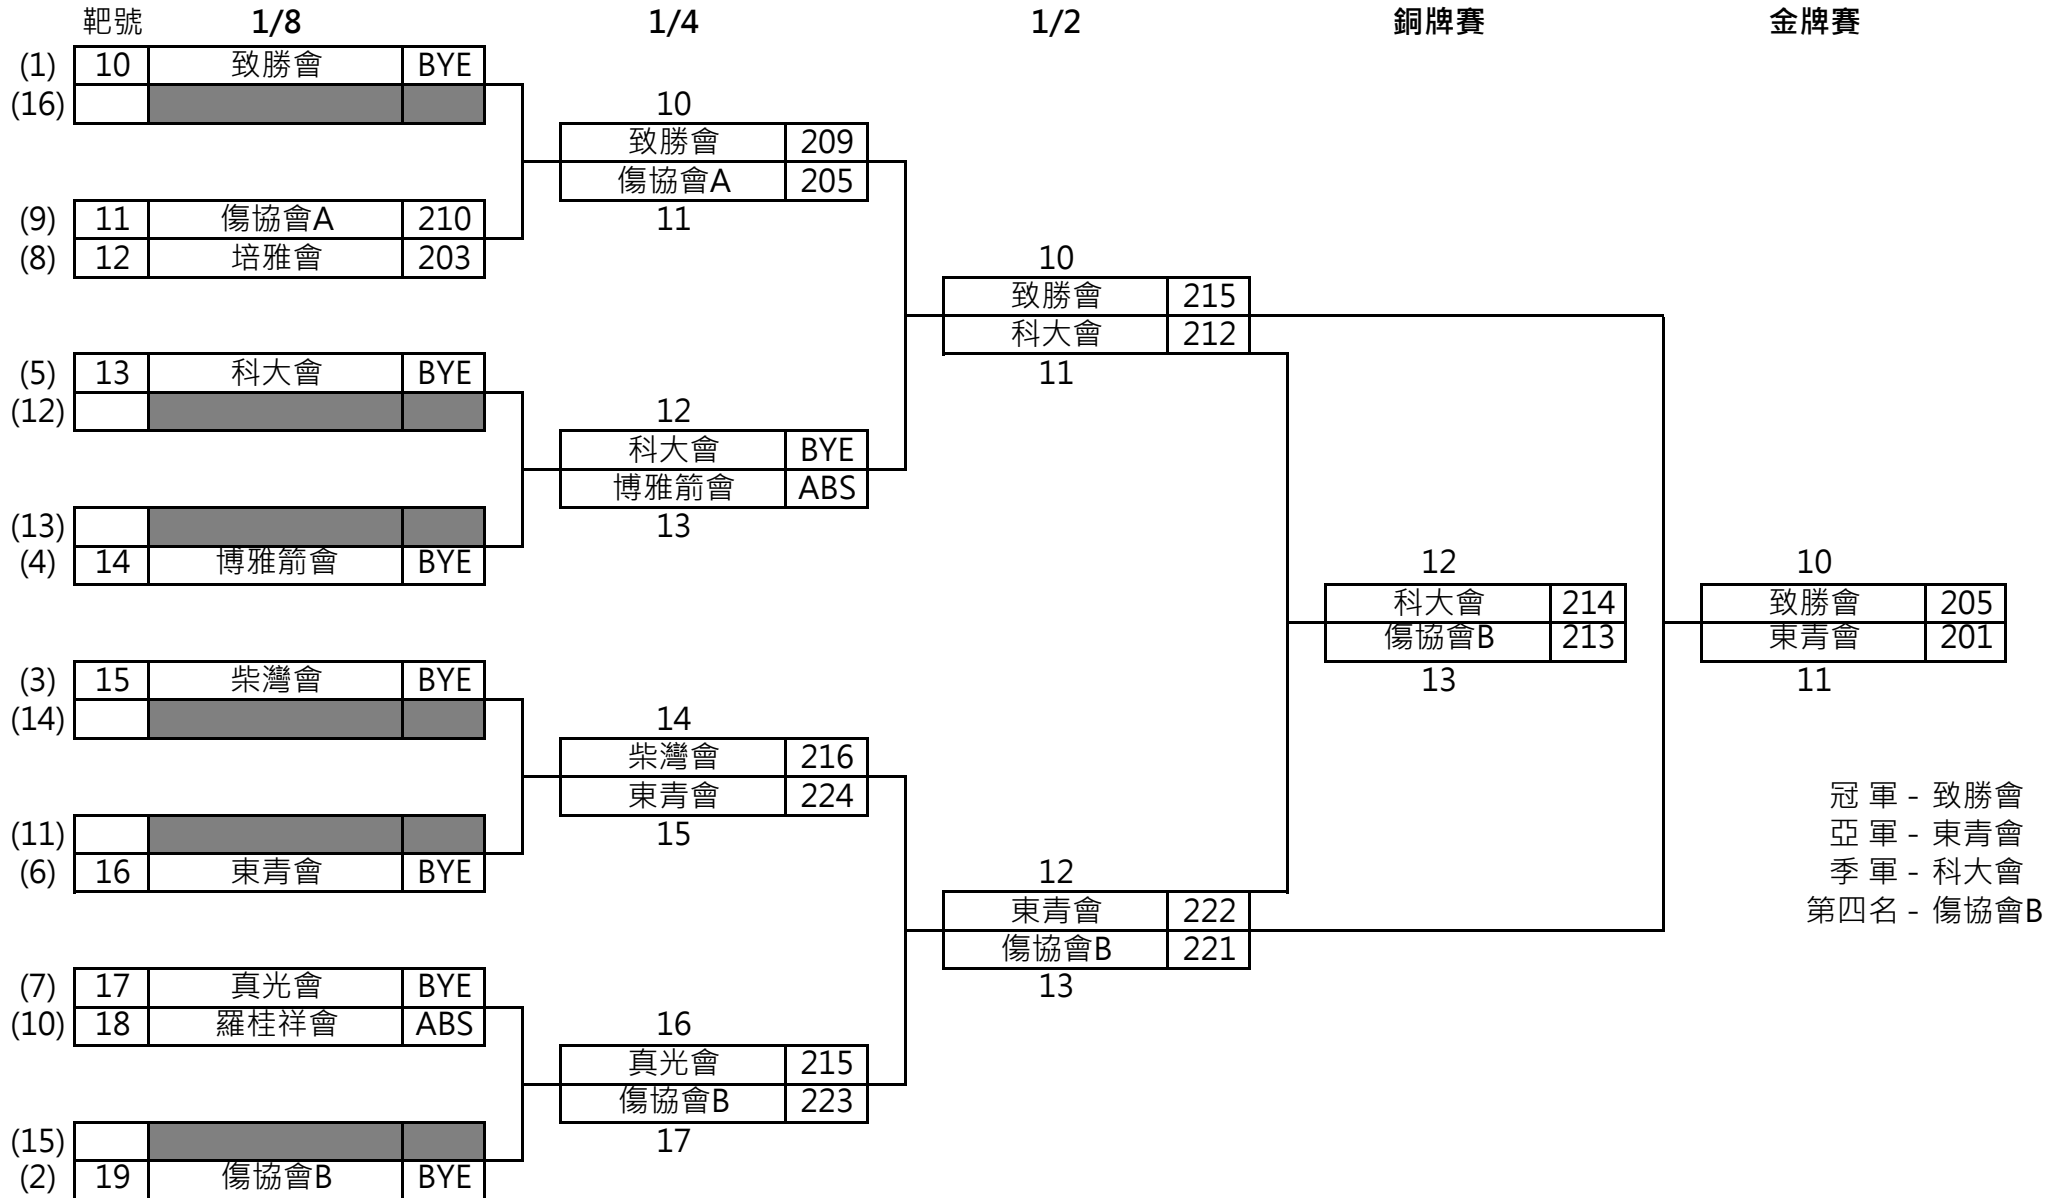 靶號 1/8 1/4 1/2 銅牌賽 金牌賽
(1) 10 致勝會 BYE
(16) 10
致勝會 209
傷協會A 205
(9) 11 傷協會A 210 11
(8) 12 培雅會 203 10
致勝會 215
科大會 212
(5) 13 科大會 BYE 11
(12) 12
科大會 BYE
博雅箭會 ABS
(13) 13
(4) 14 博雅箭會 BYE 12 10
科大會 214 致勝會 205
傷協會B 213 東青會 201
(3) 15 柴灣會 BYE 13 11
(14) 14
柴灣會 216
東青會 224 冠 軍 - 致勝會
(11) 15 亞 軍 - 東青會
(6) 16 東青會 BYE 12 季 軍 - 科大會
東青會 222 第四名 - 傷協會B
傷協會B 221
(7) 17 真光會 BYE 13
(10) 18 羅桂祥會 ABS 16
真光會 215
傷協會B 223
(15) 17
(2) 19 傷協會B BYE